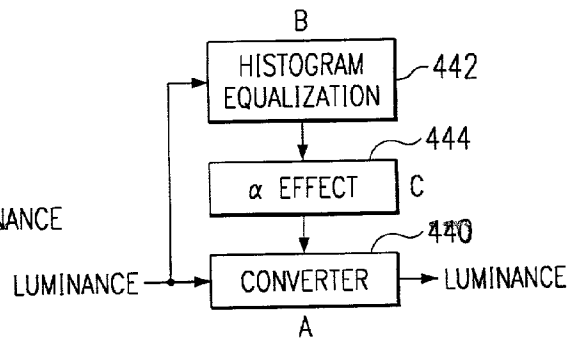 B
HISTOGRAM
EQUALIZATION
442
444
α EFFECT
C
NANCE
440
LUMINANCE
CONVERTER
LUMINANCE
A